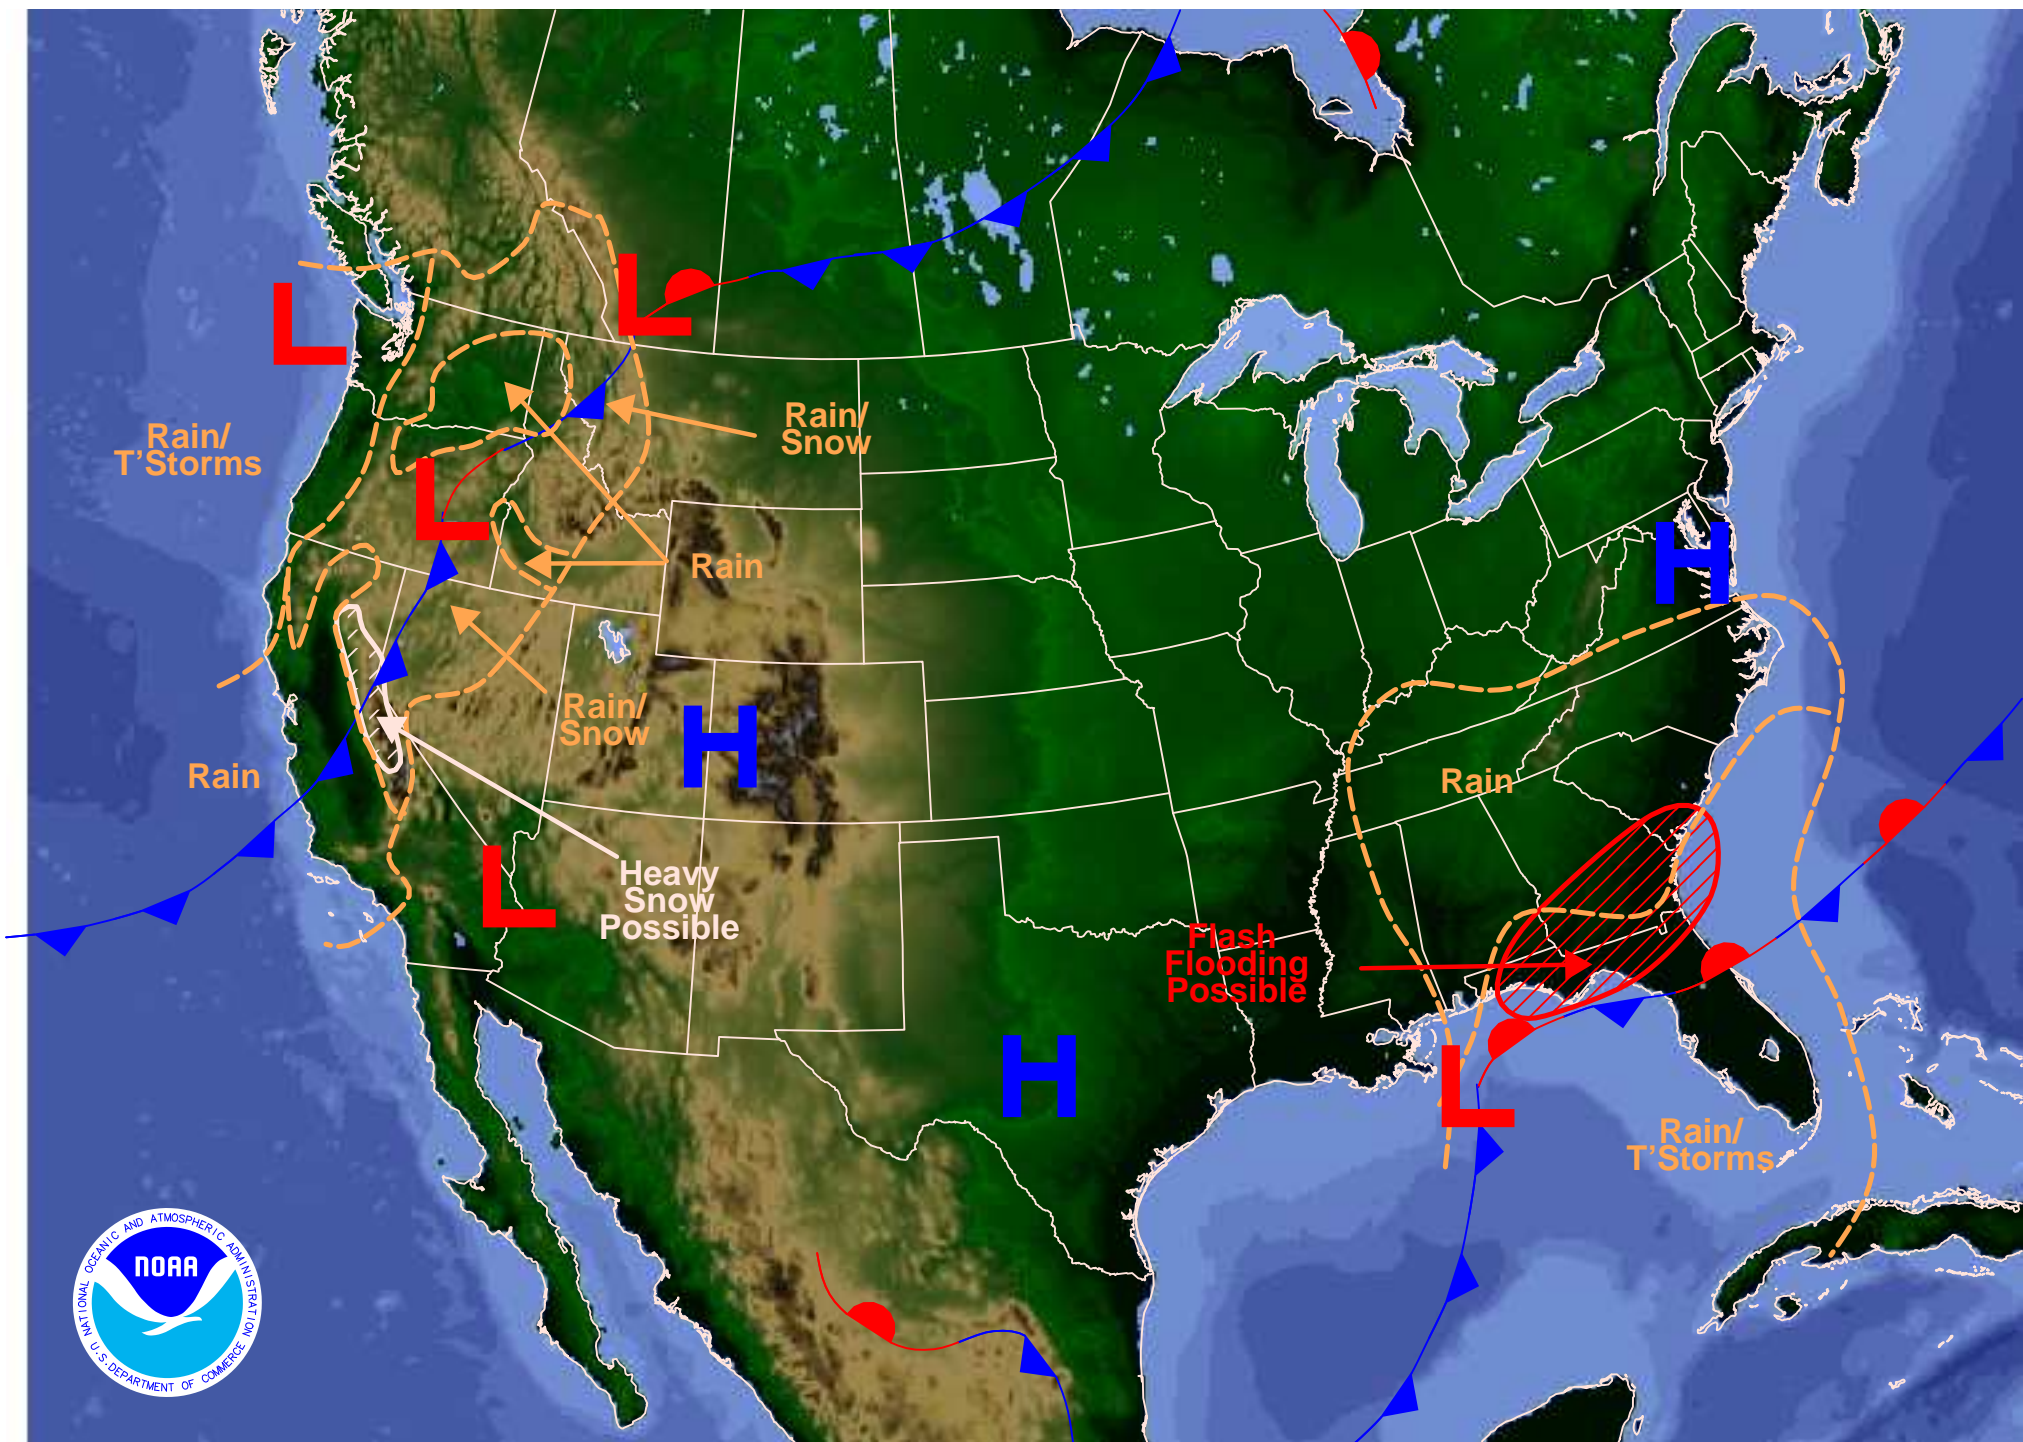 L
L
Rain/
T'Storms
Rain/
Snow
L
H
Rain
Rain/
Snow
H
Rain
Rain
L
Heavy
Snow
Possible
Flash
Flooding
Possible
H
L
Rain/
T'Storms
NATIONAL OCEANIC AND ATMOSPHERIC ADMINISTRATION
NOAA
U.S. DEPARTMENT OF COMMERCE